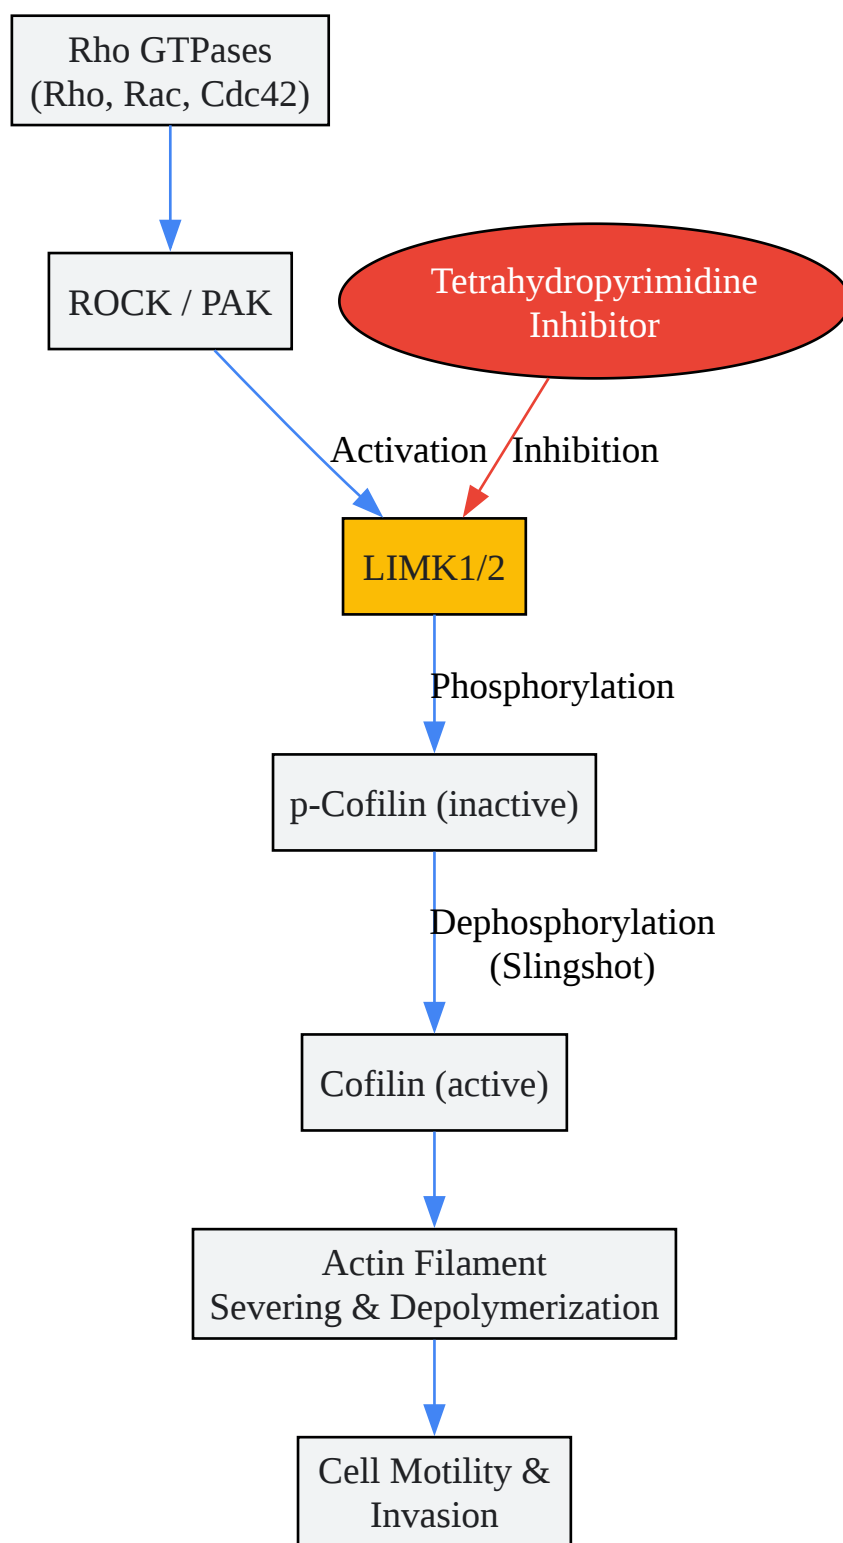 Rho GTPases
(Rho, Rac, Cdc42)
Tetrahydropyrimidine
Inhibitor
ROCK / PAK
Activation
Inhibition
LIMK1/2
Phosphorylation
p-Cofilin (inactive)
Dephosphorylation
(Slingshot)
Cofilin (active)
Actin Filament
Severing & Depolymerization
Cell Motility &
Invasion